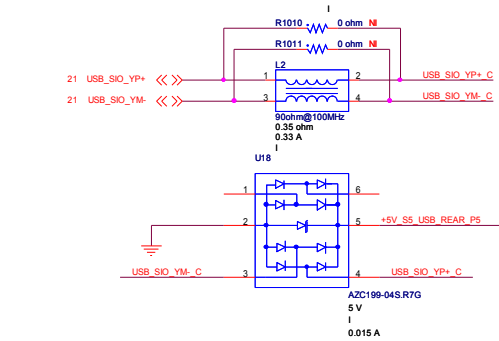 I
R1010 0 ohm NI
R1011 0 ohm NI
L2
21 USB_SIO_YP+ 1 2 USB_SIO_YP+_C
21 USB_SIO_YM- 3 4 USB_SIO_YM-_C
90ohm@100MHz
0.35 ohm
0.33 A
I
U18
1 6
2 5 +5V_S5_USB_REAR_P5
USB_SIO_YM-_C 3 4 USB_SIO_YP+_C
AZC199-04S.R7G
5 V
I
0.015 A